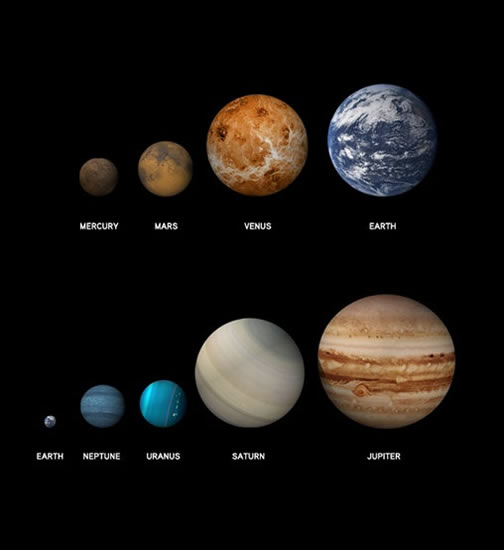 MERCURY MARS VENUS EARTH
EARTH NEPTUNE URANUS SATURN JUPITER